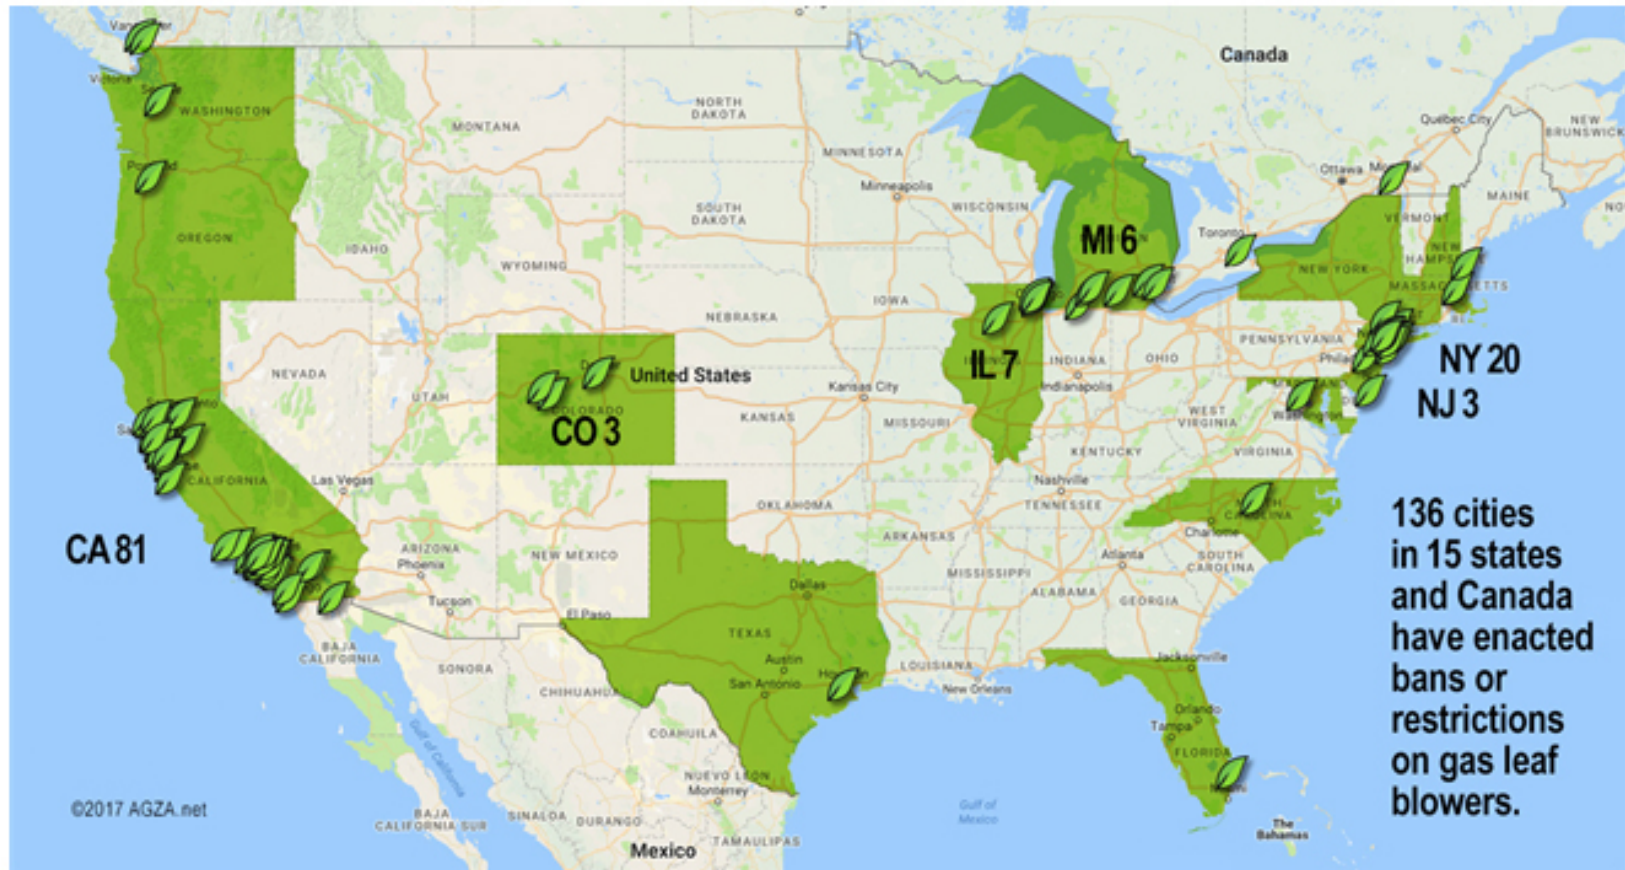 Canada
NORTH
DAKOTA
WASHINGTON
MONTANA
Quebec City
NEW
BRUNSWICK
MINNESOTA
Minneapolis
Ottawa
MAINE
SOUTH
DAKOTA
WISCONSIN
VERMONT
OREGON
IDAHO
WYOMING
MI 6
Toronto
NEW YORK
IOWA
NEBRASKA
PENNSYLVANIA
NEVADA
United States
UTAH
IL 7
INDIANA
OHIO
Indianapolis
NY 20
Kansas City
NJ 3
COLORADO
CO 3
KANSAS
MISSOURI
WEST
VIRGINIA
KENTUCKY
VIRGINIA
CALIFORNIA
Las Vegas
Nashville
TENNESSEE
OKLAHOMA
CA 81
ARIZONA
Phoenix
NEW MEXICO
ARKANSAS
Charlotte
SOUTH
CAROLINA
Atlanta
MISSISSIPPI
ALABAMA
GEORGIA
Tucson
Dallas
El Paso
TEXAS
BAJA
CALIFORNIA
SONORA
Austin
San Antonio
LOUISIANA
New Orleans
Jacksonville
CHIHUAHUA
COAHUILA
Orlando
Tampa
FLORIDA
Gulf of California
NUEVO LEÓN
Monterrey
Gulf of
Mexico
BAJA
CALIFORNIA SUR
SINALOA
DURANGO
TAMAULIPAS
Mexico
The
Bahamas
136 cities
in 15 states
and Canada
have enacted
bans or
restrictions
on gas leaf
blowers.
©2017 AGZA.net